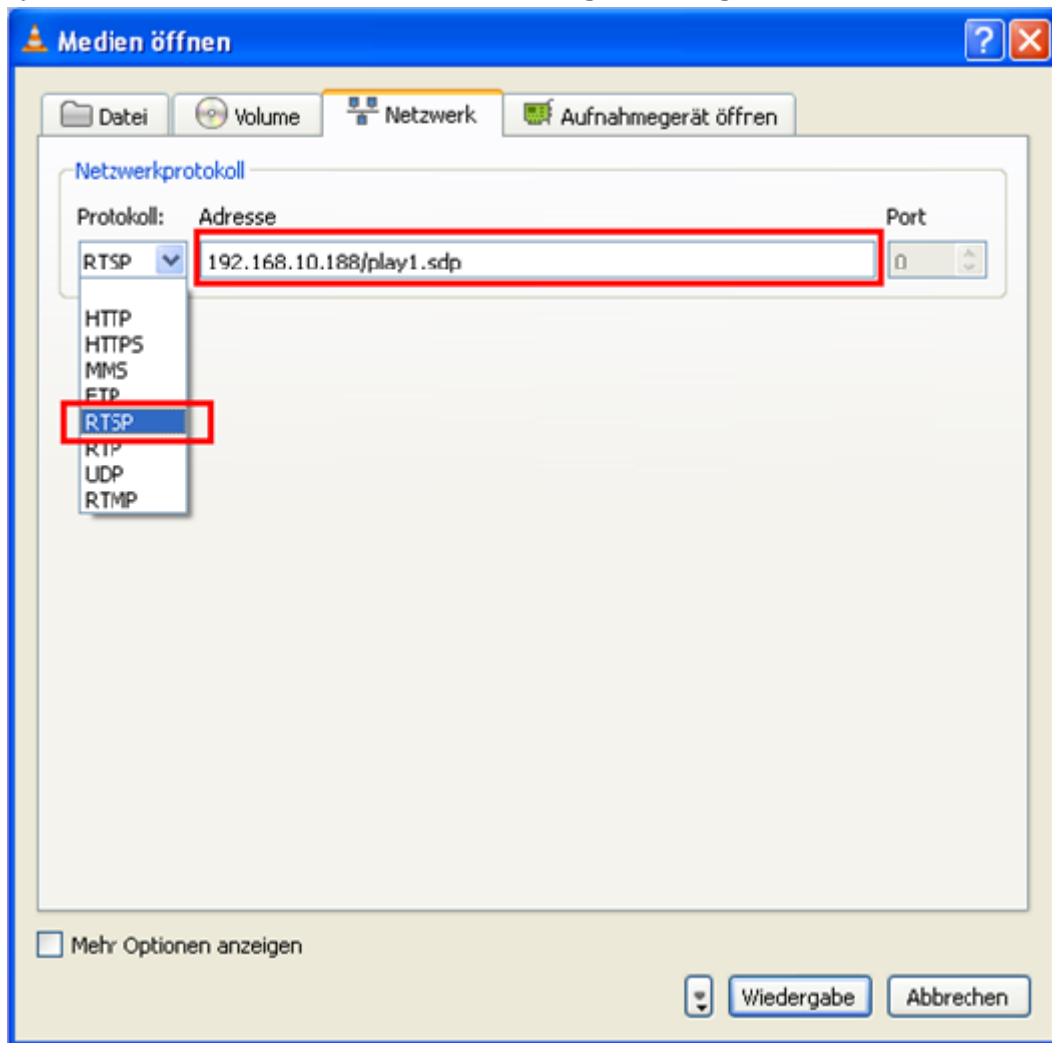 Medien öffnen
Datei
Volume
Netzwerk
Aufnahmegerät öffnen
Netzwerkprotokoll
Protokoll: Adresse Port
RTSP 192.168.10.188/play1.sdp 0
HTTP
HTTPS
MMS
FTP
RTSP
RTP
UDP
RTMP
Mehr Optionen anzeigen
Wiedergabe Abbrechen